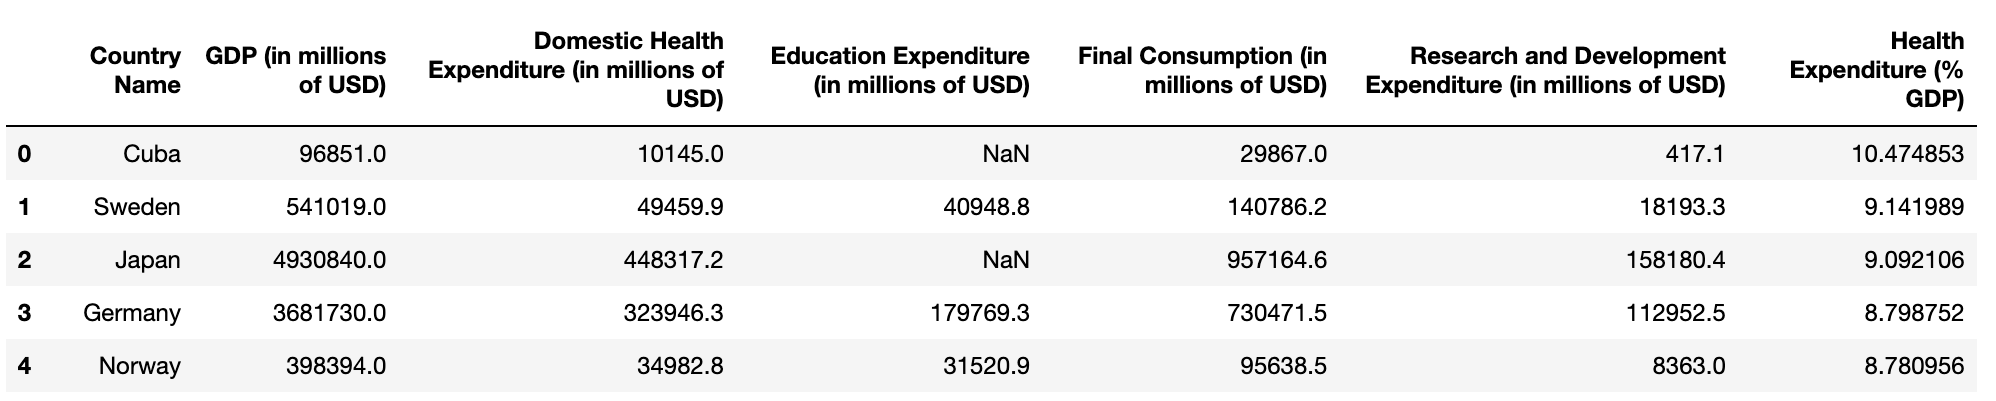 Country Name GDP (in millions of USD) Domestic Health Expenditure (in millions of USD) Education Expenditure (in millions of USD) Final Consumption (in millions of USD) Research and Development Expenditure (in millions of USD) Health Expenditure (% GDP)
0 Cuba 96851.0 10145.0 NaN 29867.0 417.1 10.474853
1 Sweden 541019.0 49459.9 40948.8 140786.2 18193.3 9.141989
2 Japan 4930840.0 448317.2 NaN 957164.6 158180.4 9.092106
3 Germany 3681730.0 323946.3 179769.3 730471.5 112952.5 8.798752
4 Norway 398394.0 34982.8 31520.9 95638.5 8363.0 8.780956